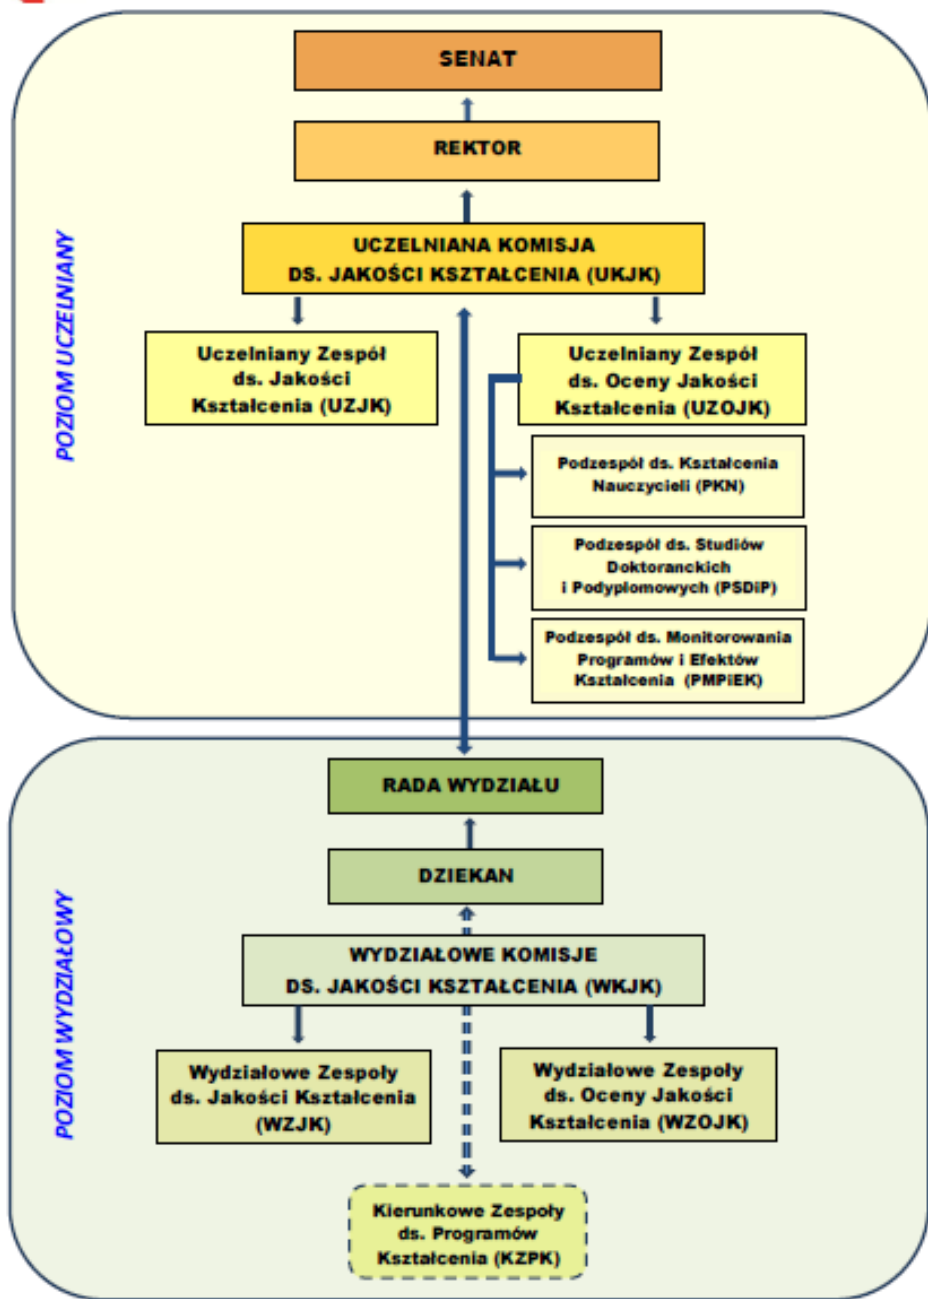 SENAT
REKTOR
UCZELNIANA KOMISJA
DS. JAKOŚCI KSZTAŁCENIA (UKJK)
POZIOM UCZELNIANY
Uczelniany Zespół
ds. Jakości
Kształcenia (UZJK)
Uczelniany Zespół
ds. Oceny Jakości
Kształcenia (UZOJK)
Podzespół ds. Kształcenia
Nauczycieli (PKN)
Podzespół ds. Studiów
Doktoranckich
i Podyplomowych (PSDiP)
Podzespół ds. Monitorowania
Programów i Efektów
Kształcenia (PMPiEK)
RADA WYDZIAŁU
DZIEKAN
POZIOM WYDZIAŁOWY
WYDZIAŁOWE KOMISJE
DS. JAKOŚCI KSZTAŁCENIA (WKJK)
Wydziałowe Zespoły
ds. Jakości Kształcenia
(WZJK)
Wydziałowe Zespoły
ds. Oceny Jakości
Kształcenia (WZOJK)
Kierunkowe Zespoły
ds. Programów
Kształcenia (KZPK)